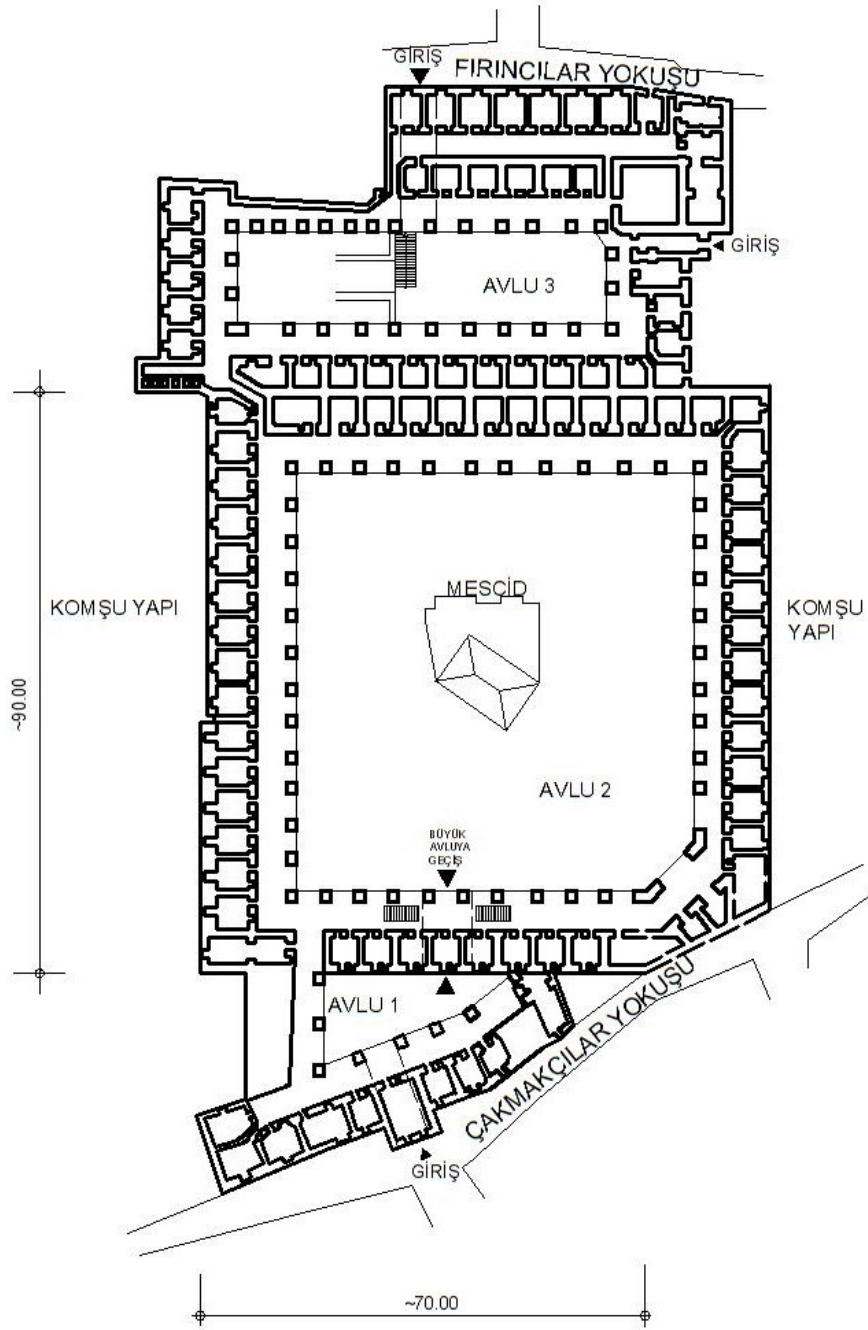 GİRİŞ
FIRINCILAR YOKUŞU
GİRİŞ
AVLU 3
MESCİD
KOMŞU YAPI
KOMŞU
YAPI
~90.00
AVLU 2
BÜYÜK
AVLUYA
GEÇİŞ
AVLU 1
ÇAKMAKÇILAR YOKUŞU
GİRİŞ
~70.00